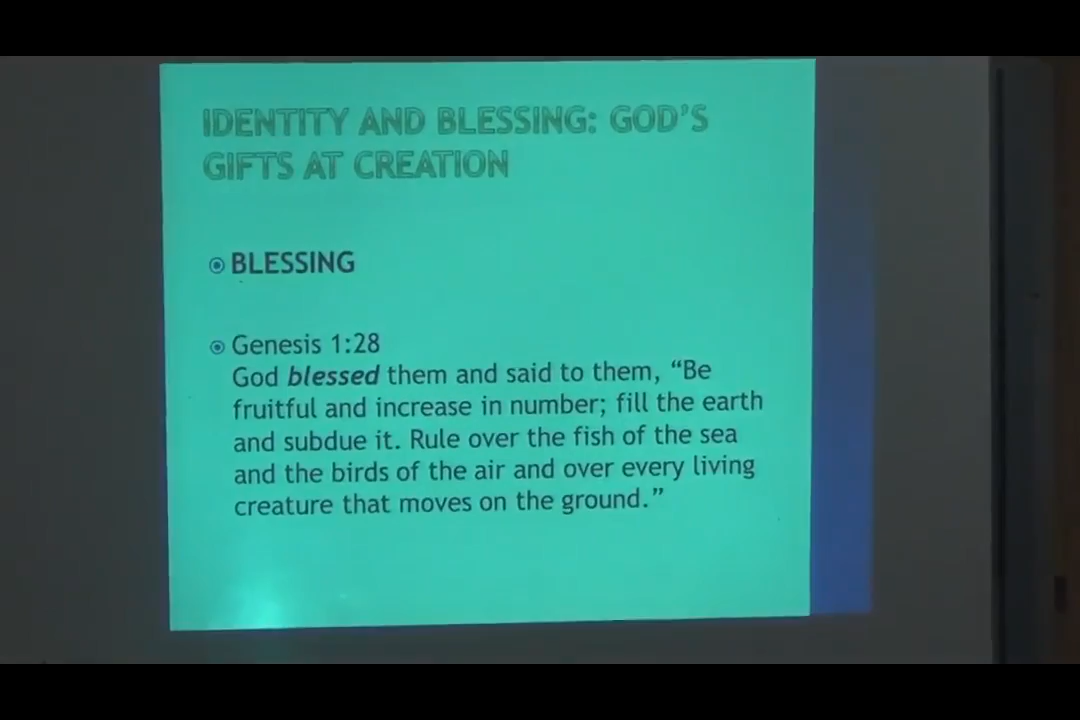 IDENTITY AND BLESSING: GOD'S
GIFTS AT CREATION
BLESSING
Genesis 1:28
God blessed them and said to them, “Be
fruitful and increase in number; fill the earth
and subdue it. Rule over the fish of the sea
and the birds of the air and over every living
creature that moves on the ground.”